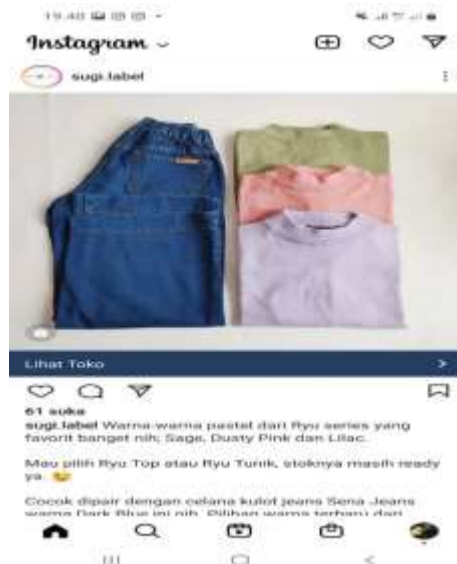 19.40
Instagram
sugi.label
Lihat Toko
61 suka
sugi.label Warna-warna pastel dari Ryu series yang
favorit banget nih; Sage, Dusty Pink dan Lilac.
Mau pilih Ryu Top atau Ryu Tunik, stoknya masih ready
ya.
Cocok dipair dengan celana kulot jeans Sena Jeans
warna Dark Blue ini nih. Pilihan warna terbaru dari